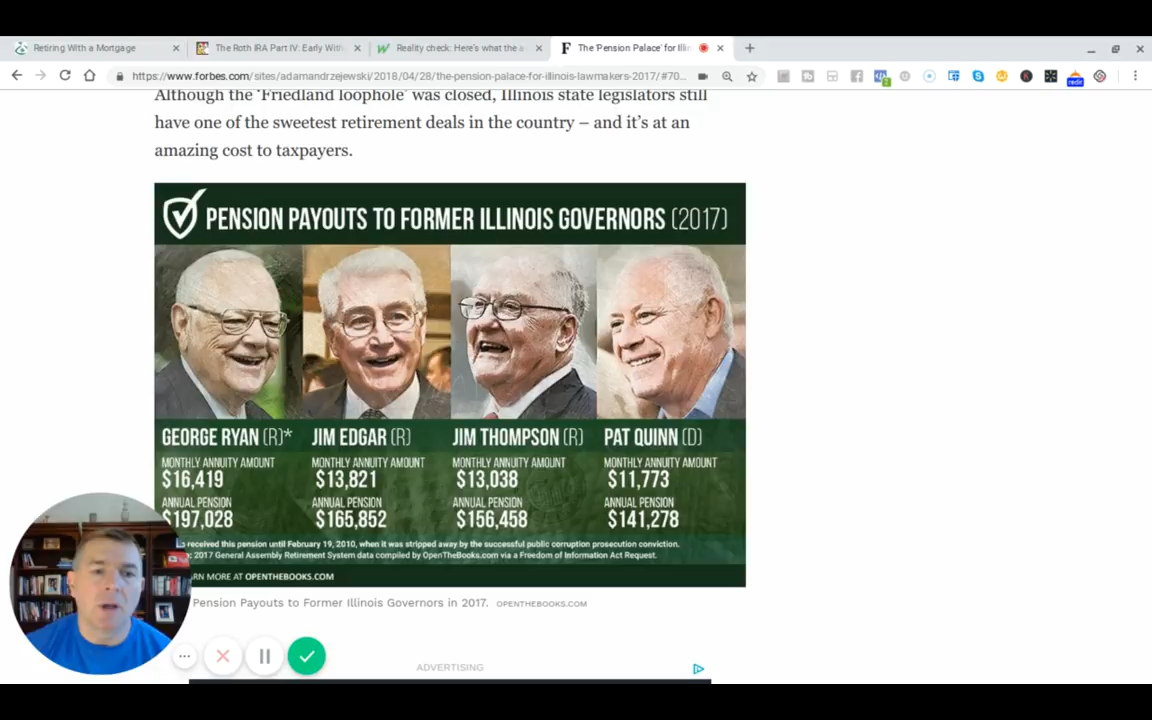 Retiring With a Mortgage
The Roth IRA Part IV: Early With
Reality check: Here's what the a
The 'Pension Palace' for Illin
https://www.forbes.com/sites/adamandrzejewski/2018/04/28/the-pension-palace-for-illinois-lawmakers-2017/#70...
Although the 'Friedland loophole' was closed, Illinois state legislators still
have one of the sweetest retirement deals in the country – and it's at an
amazing cost to taxpayers.
PENSION PAYOUTS TO FORMER ILLINOIS GOVERNORS (2017)
GEORGE RYAN (R)* JIM EDGAR (R) JIM THOMPSON (R) PAT QUINN (D)
MONTHLY ANNUITY AMOUNT MONTHLY ANNUITY AMOUNT MONTHLY ANNUITY AMOUNT MONTHLY ANNUITY AMOUNT
$16,419 $13,821 $13,038 $11,773
ANNUAL PENSION ANNUAL PENSION ANNUAL PENSION ANNUAL PENSION
$197,028 $165,852 $156,458 $141,278
received this pension until February 19, 2010, when it was stripped away by the successful public corruption prosecution conviction.
: 2017 General Assembly Retirement System data compiled by OpenTheBooks.com via a Freedom of Information Act Request.
RN MORE AT OPENTHEBOOKS.COM
Pension Payouts to Former Illinois Governors in 2017. OPENTHEBOOKS.COM
ADVERTISING